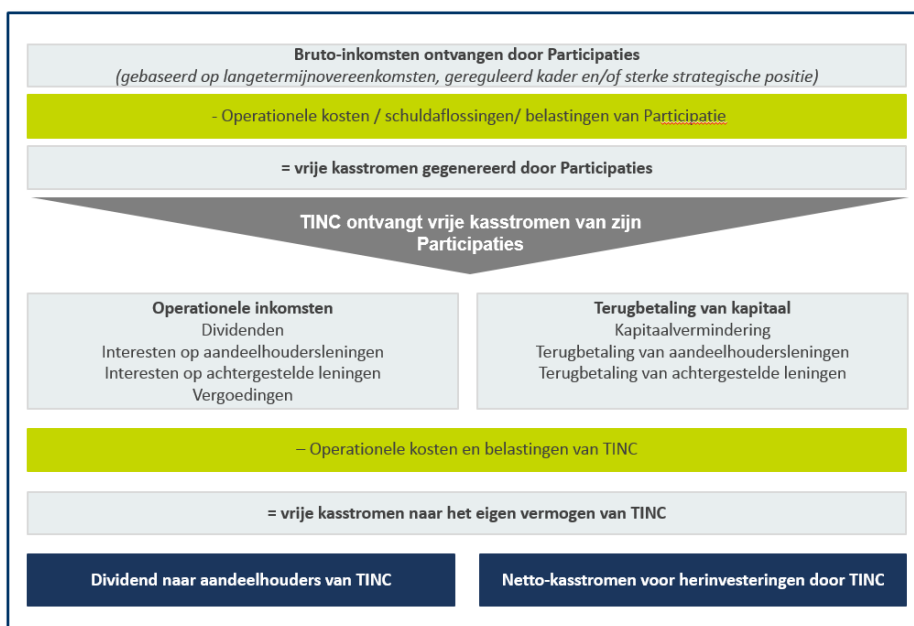 Bruto-inkomsten ontvangen door Participaties
(gebaseerd op langetermijnovereenkomsten, gereguleerd kader en/of sterke strategische positie)
- Operationele kosten / schuldaflossingen/ belastingen van Participatie
= vrije kasstromen gegenereerd door Participaties
TINC ontvangt vrije kasstromen van zijn
Participaties
Operationele inkomsten
Dividenden
Interesten op aandeelhoudersleningen
Interesten op achtergestelde leningen
Vergoedingen
Terugbetaling van kapitaal
Kapitaalvermindering
Terugbetaling van aandeelhoudersleningen
Terugbetaling van achtergestelde leningen
– Operationele kosten en belastingen van TINC
= vrije kasstromen naar het eigen vermogen van TINC
Dividend naar aandeelhouders van TINC
Netto-kasstromen voor herinvesteringen door TINC